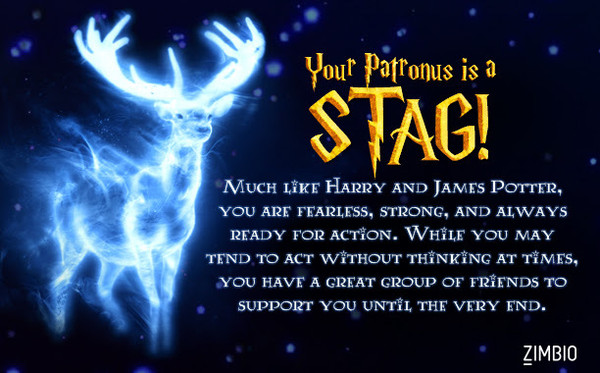 Your Patronus is a
STAG!
Much like Harry and James Potter,
you are fearless, strong, and always
ready for action. While you may
tend to act without thinking at times,
you have a great group of friends to
support you until the very end.
ZIMBIO